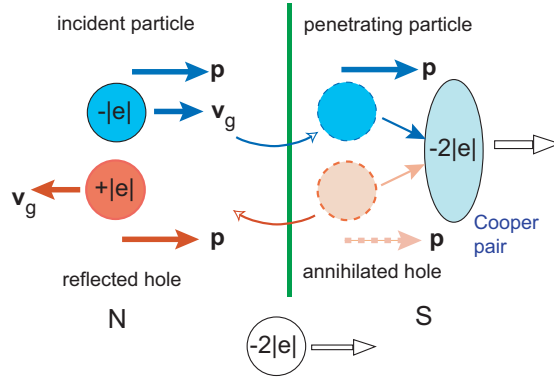 incident particle
penetrating particle
p
p
-|e|
v_g
-2|e|
+|e|
v_g
p
p
Cooper
pair
reflected hole
annihilated hole
N
S
-2|e|